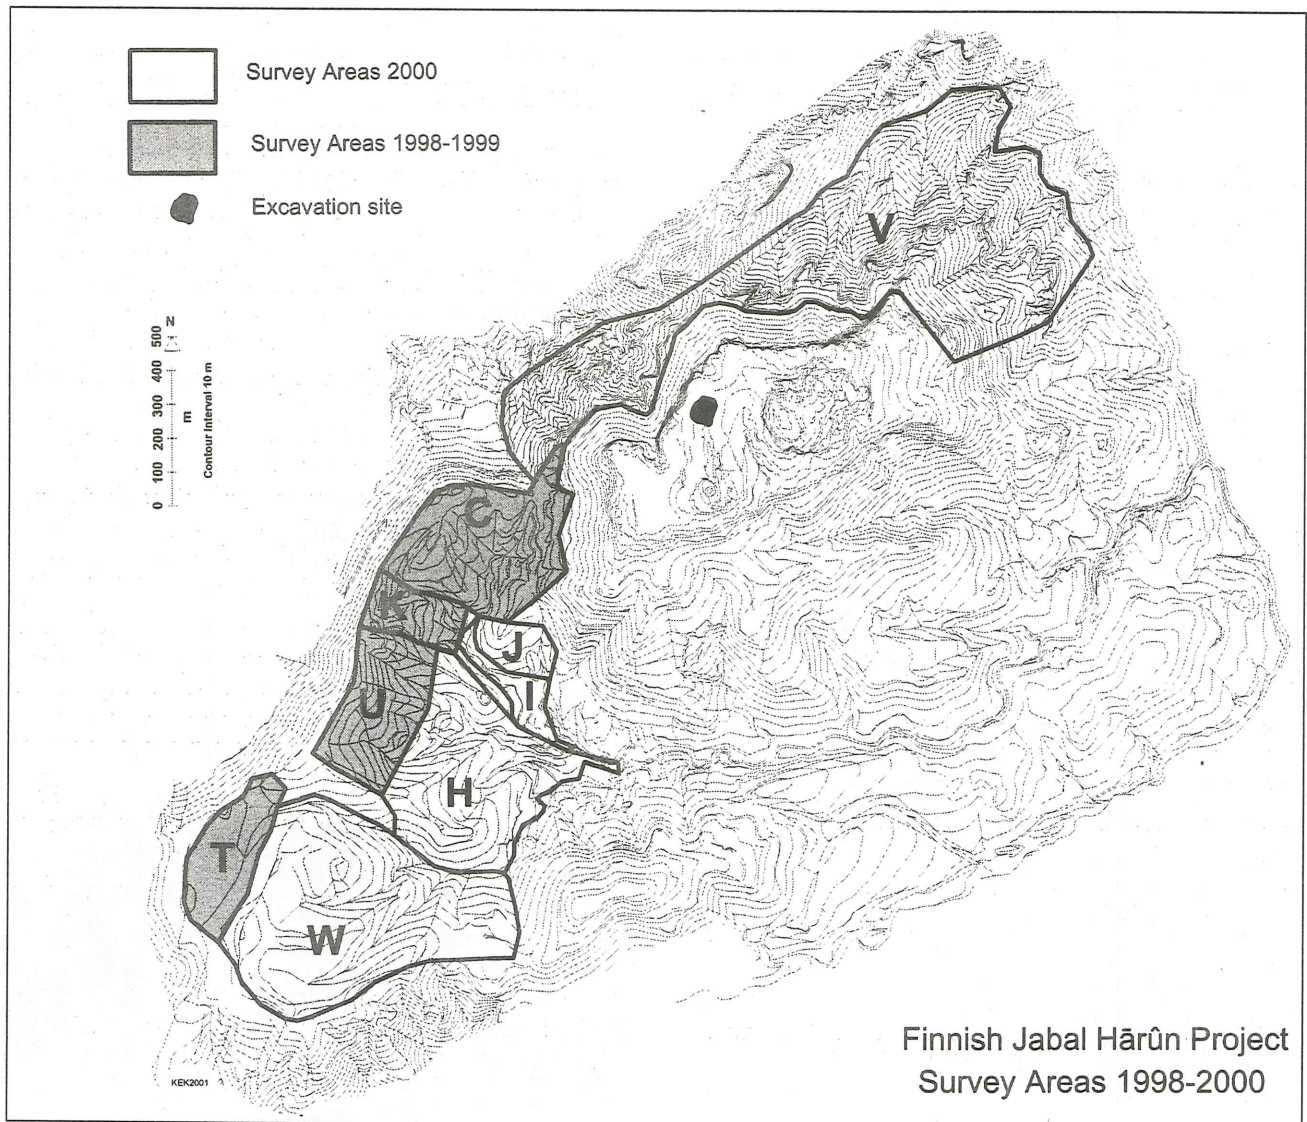 Survey Areas 2000
Survey Areas 1998-1999
Excavation site
N
500
400
300
200
100
0
m
Contour Interval 10 m
V
C
K
J
I
U
H
T
W
Finnish Jabal Hārûn Project
Survey Areas 1998-2000
KEK2001